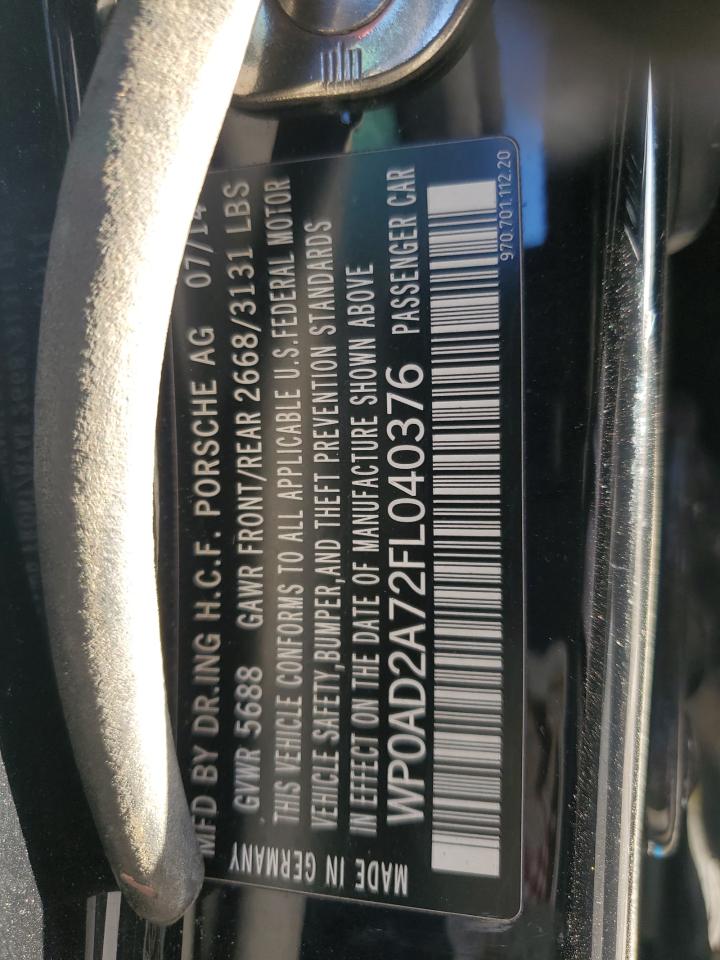 MFD BY DR.ING H.C.F. PORSCHE AG 07/14
GVWR 5688 GAWR FRONT/REAR 2668/3131 LBS
THIS VEHICLE CONFORMS TO ALL APPLICABLE U.S.FEDERAL MOTOR
VEHICLE SAFETY,BUMPER,AND THEFT PREVENTION STANDARDS
IN EFFECT ON THE DATE OF MANUFACTURE SHOWN ABOVE
WP0AD2A72FL040376 PASSENGER CAR
MADE IN GERMANY
970.701.112.20